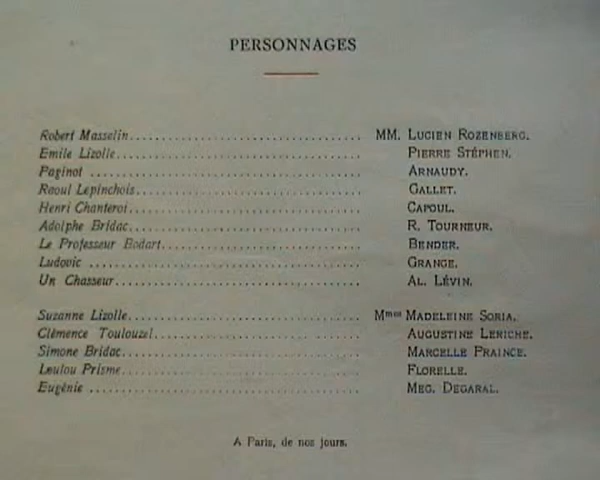 PERSONNAGES
Robert Masselin.......... MM. LUCIEN ROZENBERG.
Emile Lizolle.......... PIERRE STÉPHEN.
Paginot .......... ARNAUDY.
Raoul Lepinchois.......... GALLET.
Henri Chanterot.......... CAPOUL.
Adolphe Bridac.......... R. TOURNEUR.
Le Professeur Bodart.......... BENDER.
Ludovic .......... GRANGE.
Un Chasseur.......... AL. LÉVIN.
Suzanne Lizolle.......... Mmes MADELEINE SORIA.
Clémence Toulouzel.......... AUGUSTINE LERICHE.
Simone Bridac.......... MARCELLE PRAINCE.
Loulou Prisme.......... FLORELLE.
Eugénie .......... MEG. DEGARAL.
A Paris, de nos jours.